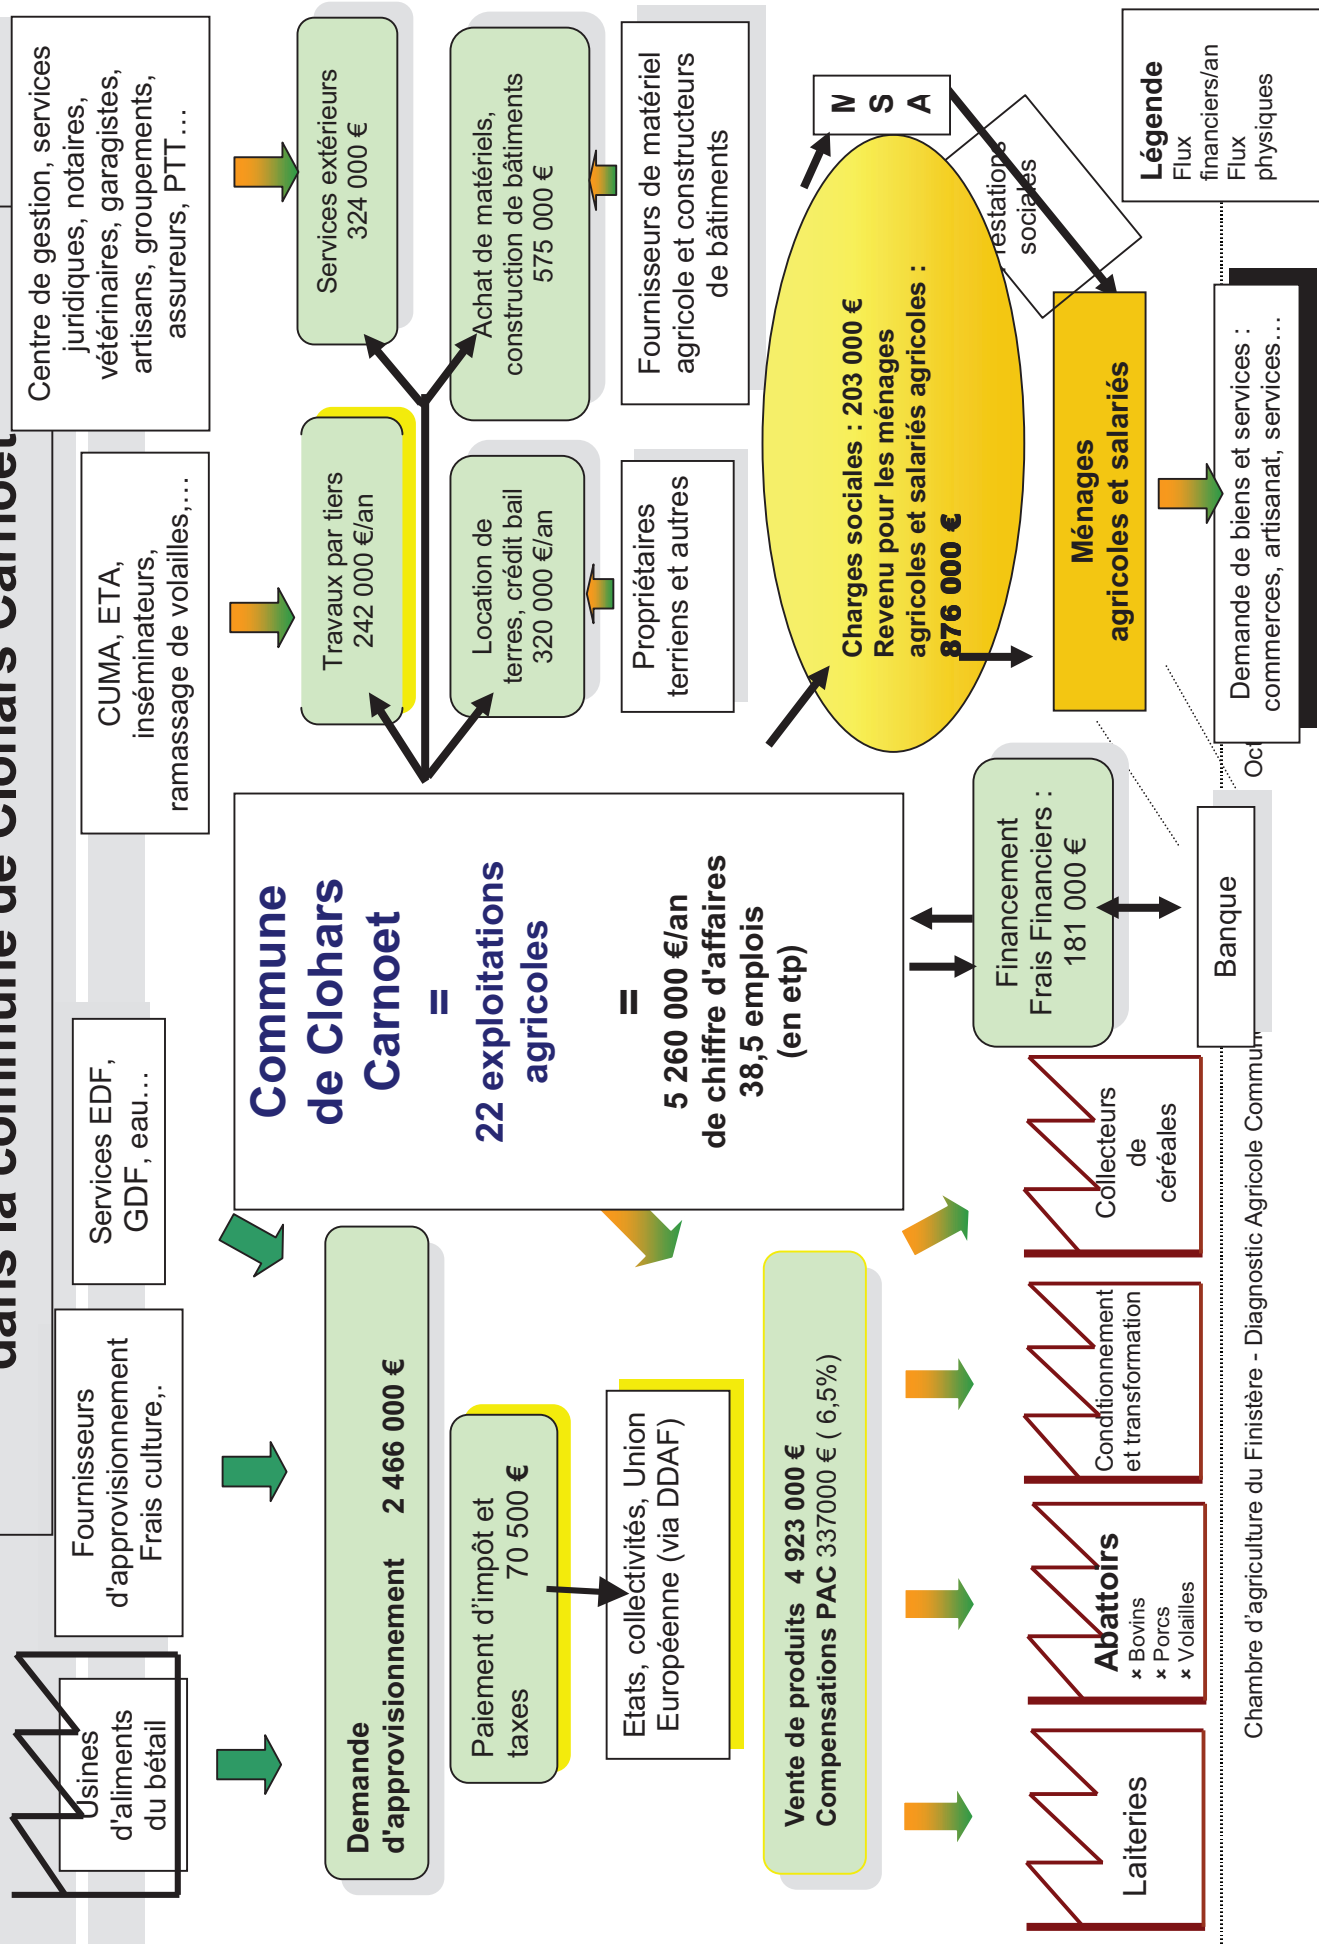 dans la commune de Clohars Carnoet
Usines
d'aliments
du bétail
Fournisseurs
d'approvisionnement
Frais culture,.
Services EDF,
GDF, eau…
CUMA, ETA,
inséminateurs,
ramassage de volailles,…
Centre de gestion, services
juridiques, notaires,
vétérinaires, garagistes,
artisans, groupements,
assureurs, PTT…
Demande
d'approvisionnement 2 466 000 €
Paiement d'impôt et
taxes 70 500 €
Etats, collectivités, Union
Européenne (via DDAF)
Vente de produits 4 923 000 €
Compensations PAC 337000 € ( 6,5%)
Commune
de Clohars
Carnoet
=
22 exploitations
agricoles
=
5 260 000 €/an
de chiffre d'affaires
38,5 emplois
(en etp)
Travaux par tiers
242 000 €/an
Services extérieurs
324 000 €
Location de
terres, crédit bail
320 000 €/an
Achat de matériels,
construction de bâtiments
575 000 €
Propriétaires
terriens et autres
Fournisseurs de matériel
agricole et constructeurs
de bâtiments
Charges sociales : 203 000 €
Revenu pour les ménages
agricoles et salariés agricoles :
876 000 €
M
S
A
restations
sociales
Ménages
agricoles et salariés
Financement
Frais Financiers :
181 000 €
Banque
Demande de biens et services :
commerces, artisanat, services…
Légende
Flux
financiers/an
Flux
physiques
Laiteries
Abattoirs
× Bovins
× Porcs
× Volailles
Conditionnement
et transformation
Collecteurs
de
céréales
Chambre d'agriculture du Finistère - Diagnostic Agricole Commun
Oct